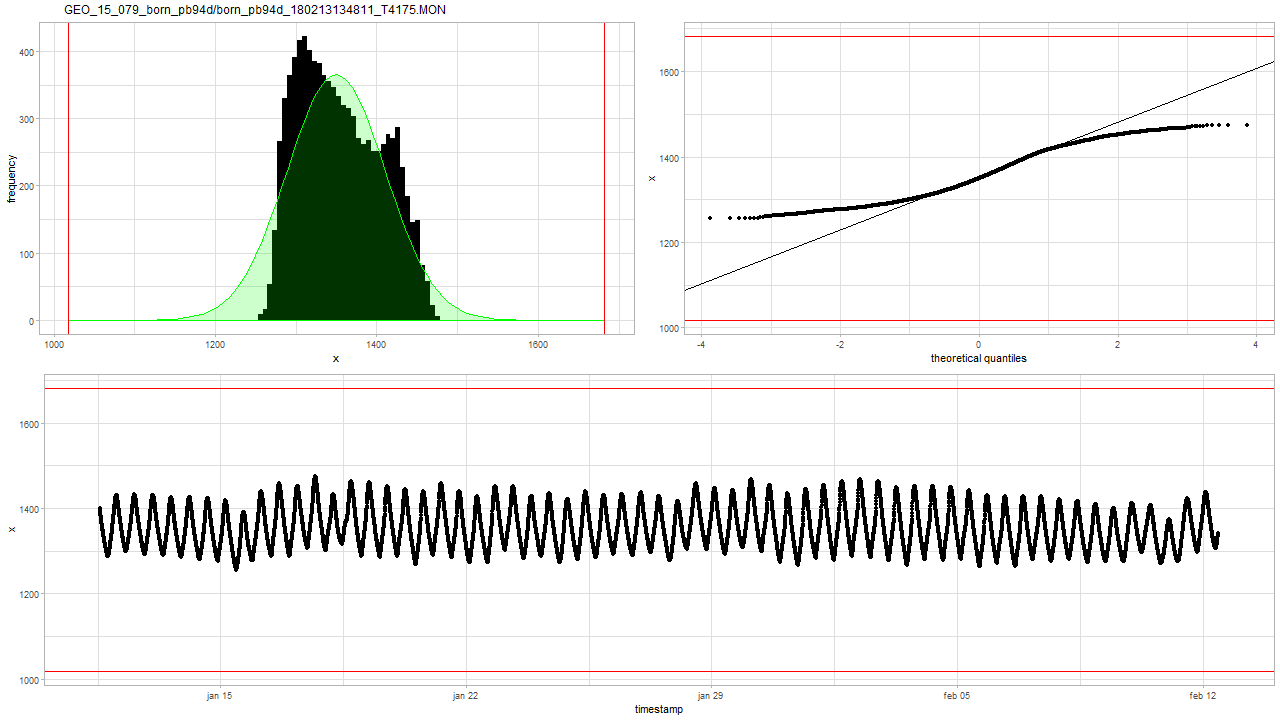 GEO_15_079_born_pb94d/born_pb94d_180213134811_T4175.MON
frequency
400
300
200
100
0
1000 1200 1400 1600
x
x
1600
1400
1200
1000
-4 -2 0 2 4
theoretical quantiles
x
1600
1400
1200
1000
jan 15 jan 22 jan 29 feb 05 feb 12
timestamp